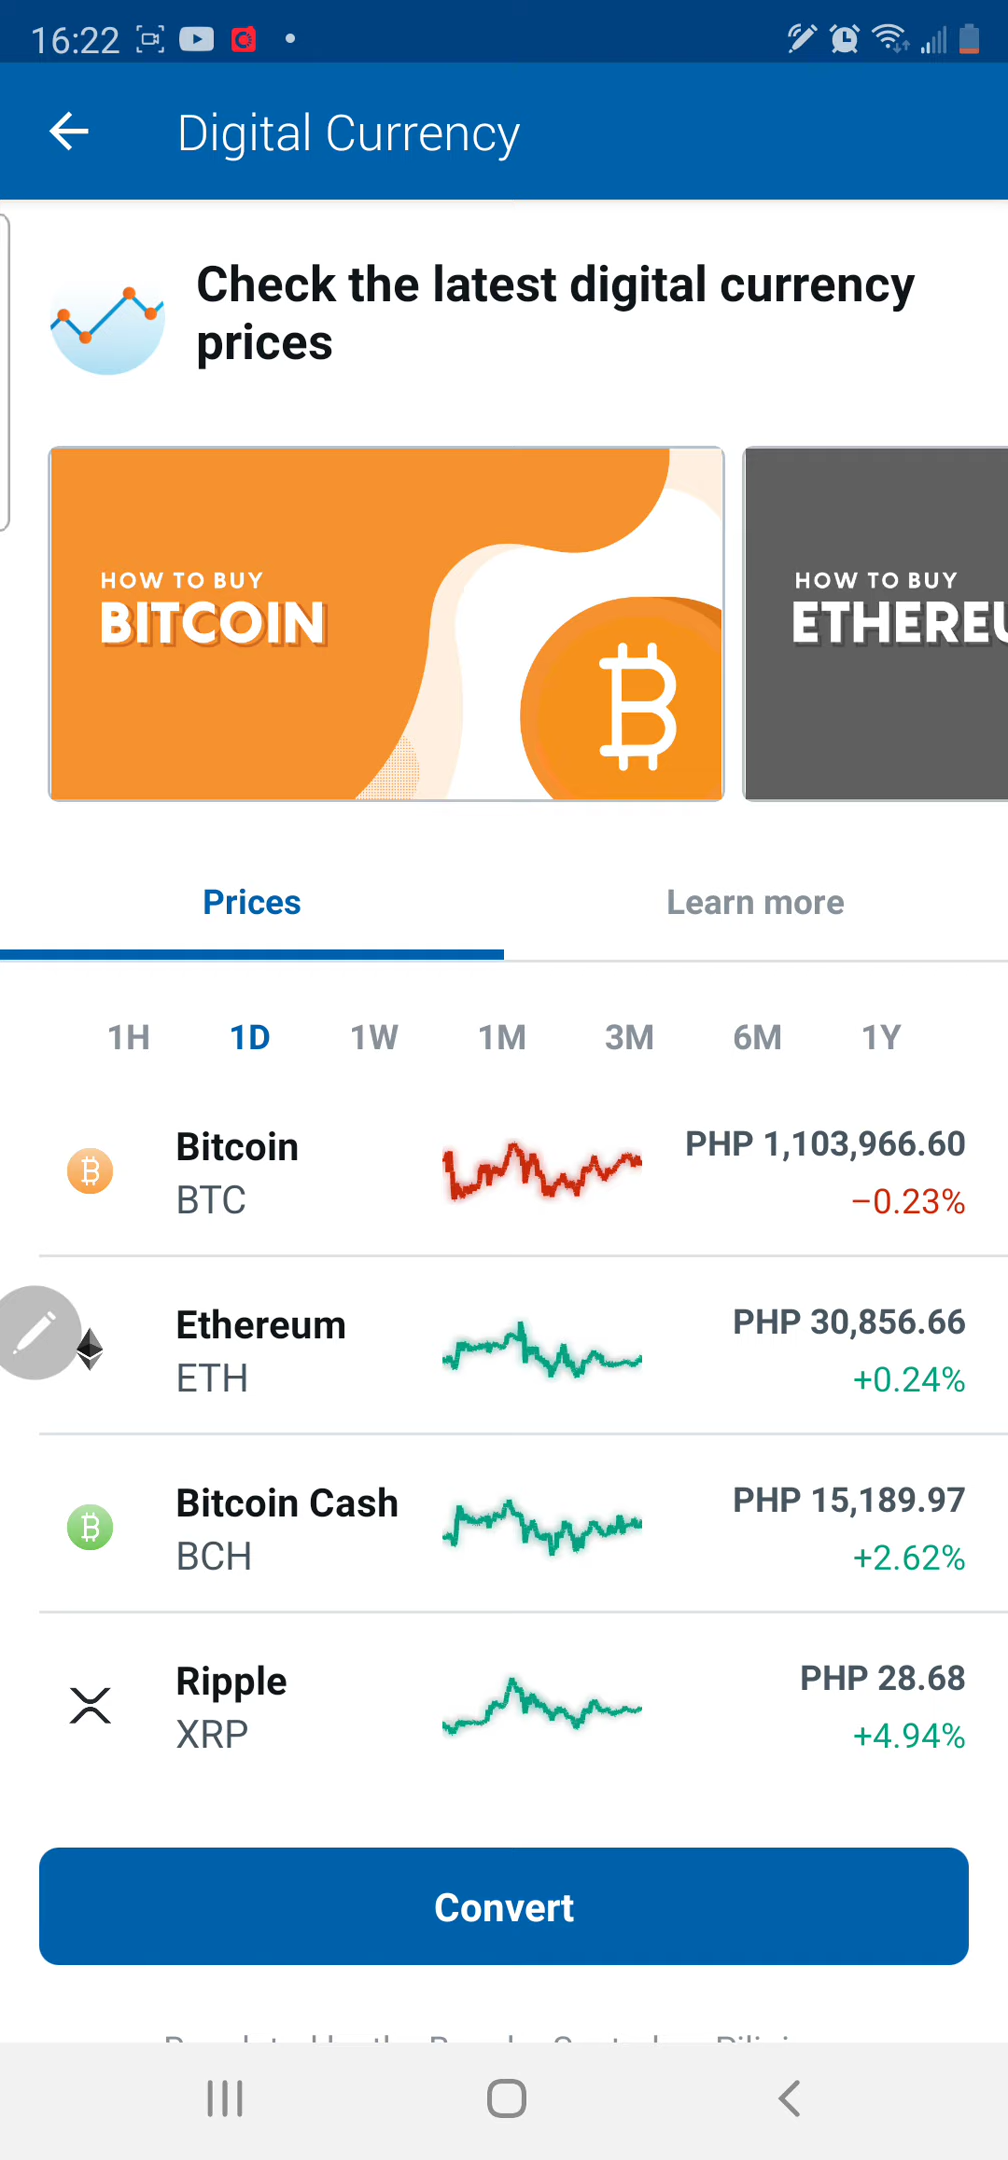 16:22
Digital Currency
Check the latest digital currency
prices
HOW TO BUY
BITCOIN
HOW TO BUY
ETHEREU
Prices
Learn more
1H 1D 1W 1M 3M 6M 1Y
Bitcoin
BTC
PHP 1,103,966.60
−0.23%
Ethereum
ETH
PHP 30,856.66
+0.24%
Bitcoin Cash
BCH
PHP 15,189.97
+2.62%
Ripple
XRP
PHP 28.68
+4.94%
Convert